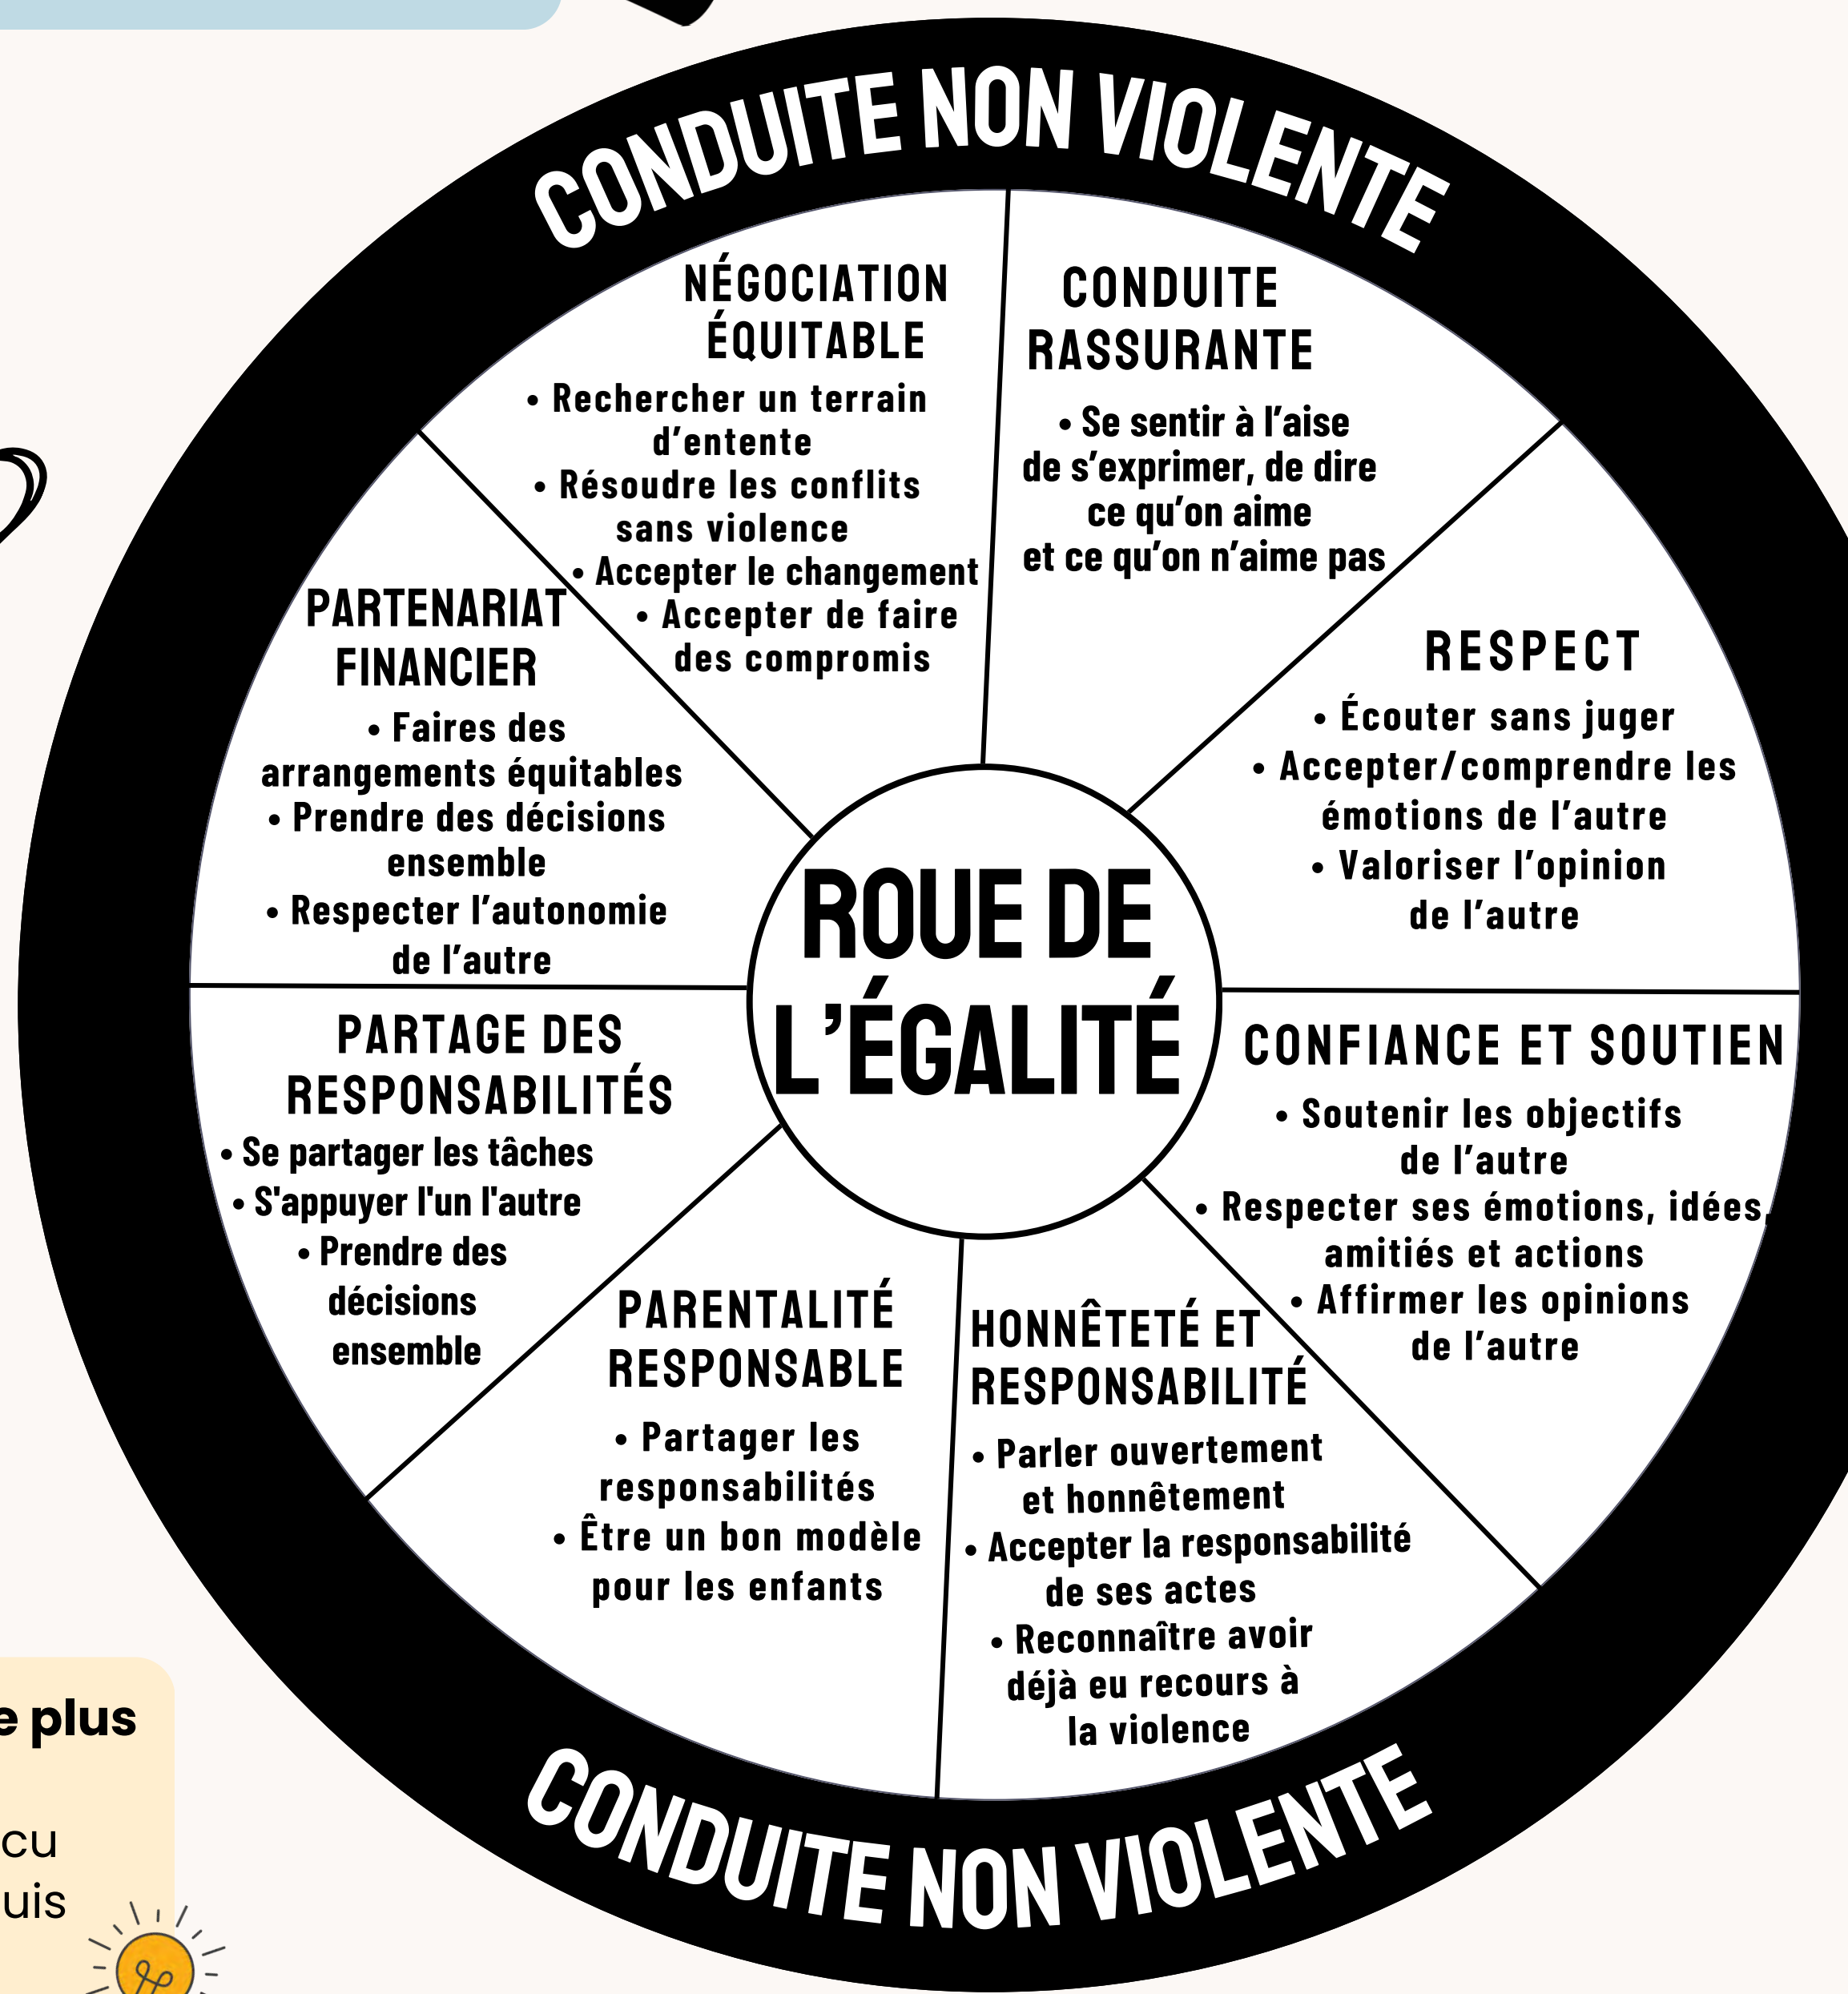 CONDUITE NON VIOLENTE
NÉGOCIATION
ÉQUITABLE
• Rechercher un terrain
d’entente
• Résoudre les conflits
sans violence
• Accepter le changement
• Accepter de faire
des compromis
CONDUITE
RASSURANTE
• Se sentir à l’aise
de s’exprimer, de dire
ce qu’on aime
et ce qu’on n’aime pas
RESPECT
• Écouter sans juger
• Accepter/comprendre les
émotions de l’autre
• Valoriser l’opinion
de l’autre
CONFIANCE ET SOUTIEN
• Soutenir les objectifs
de l’autre
• Respecter ses émotions, idées,
amitiés et actions
• Affirmer les opinions
de l’autre
HONNÊTETÉ ET
RESPONSABILITÉ
• Parler ouvertement
et honnêtement
• Accepter la responsabilité
de ses actes
• Reconnaître avoir
déjà eu recours à
la violence
PARENTALITÉ
RESPONSABLE
• Partager les
responsabilités
• Être un bon modèle
pour les enfants
PARTAGE DES
RESPONSABILITÉS
• Se partager les tâches
• S'appuyer l'un l'autre
• Prendre des
décisions
ensemble
PARTENARIAT
FINANCIER
• Faires des
arrangements équitables
• Prendre des décisions
ensemble
• Respecter l’autonomie
de l’autre
ROUE DE
L’ÉGALITÉ
CONDUITE NON VIOLENTE
plus